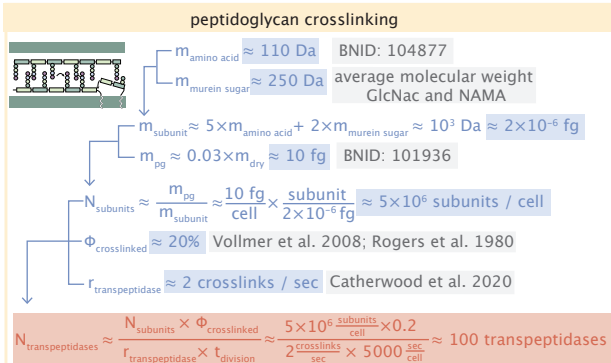 peptidoglycan crosslinking
m_amino acid ≈ 110 Da BNID: 104877
m_murein sugar ≈ 250 Da average molecular weight GlcNac and NAMA
m_subunit ≈ 5×m_amino acid + 2×m_murein sugar ≈ 10³ Da ≈ 2×10⁻⁶ fg
m_pg ≈ 0.03×m_dry ≈ 10 fg BNID: 101936
N_subunits ≈ m_pg / m_subunit ≈ 10 fg / cell × subunit / 2×10⁻⁶ fg ≈ 5×10⁶ subunits / cell
Φ_crosslinked ≈ 20% Vollmer et al. 2008; Rogers et al. 1980
r_transpeptidase ≈ 2 crosslinks / sec Catherwood et al. 2020
N_transpeptidases ≈ N_subunits × Φ_crosslinked / r_transpeptidase × t_division ≈ 5×10⁶ subunits/cell ×0.2 / 2 crosslinks/sec × 5000 sec/cell ≈ 100 transpeptidases